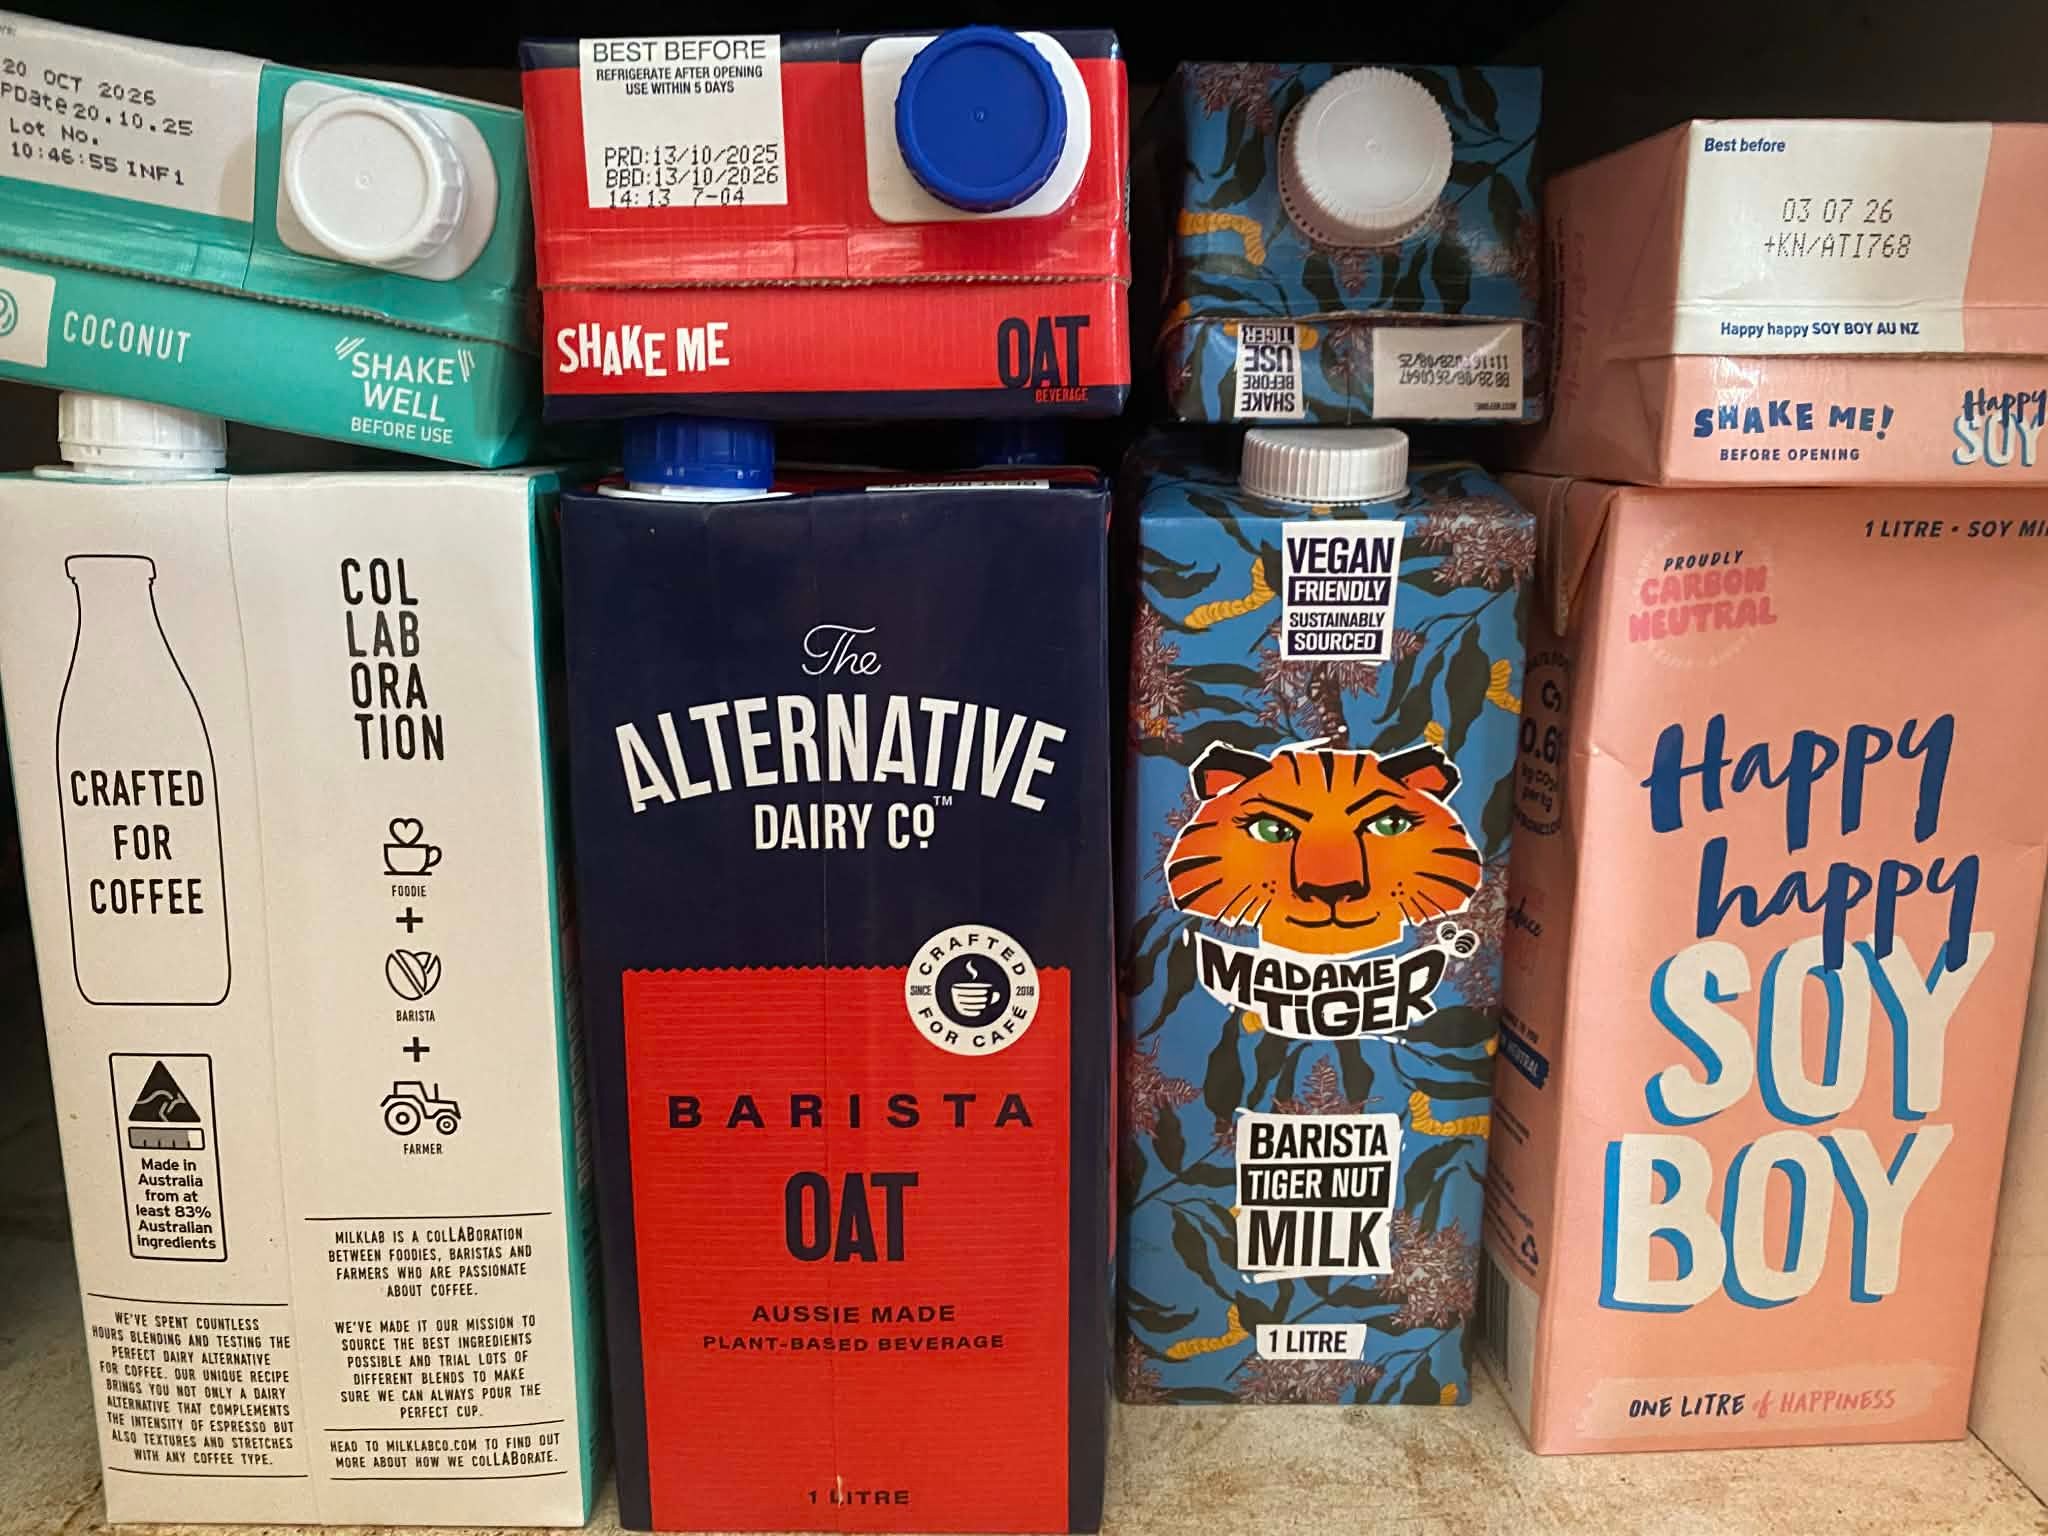 20 OCT 2026
PDate 20.10.25
Lot No.
10:46:55 INF1
COCONUT
SHAKE
WELL
BEFORE USE
BEST BEFORE
REFRIGERATE AFTER OPENING
USE WITHIN 5 DAYS
PRD:13/10/2025
BBD:13/10/2026
14:13 7-04
SHAKE ME
OAT
BEVERAGE
SHAKE
BEFORE
USE
TIGER
BEST BEFORE:
BB 28/08/26
11:16
Best before
03 07 26
+KN/ATI768
Happy happy SOY BOY AU NZ
SHAKE ME!
BEFORE OPENING
Happy
SOY
CRAFTED
FOR
COFFEE
Made in
Australia
from at
least 83%
Australian
ingredients
WE'VE SPENT COUNTLESS
HOURS BLENDING AND TESTING THE
PERFECT DAIRY ALTERNATIVE
FOR COFFEE. OUR UNIQUE RECIPE
BRINGS YOU NOT ONLY A DAIRY
ALTERNATIVE THAT COMPLEMENTS
THE INTENSITY OF ESPRESSO BUT
ALSO TEXTURES AND STRETCHES
WITH ANY COFFEE TYPE.
COL
LAB
ORA
TION
FOODIE
+
BARISTA
+
FARMER
MILKLAB IS A COLLABORATION
BETWEEN FOODIES, BARISTAS AND
FARMERS WHO ARE PASSIONATE
ABOUT COFFEE.
WE'VE MADE IT OUR MISSION TO
SOURCE THE BEST INGREDIENTS
POSSIBLE AND TRIAL LOTS OF
DIFFERENT BLENDS TO MAKE
SURE WE CAN ALWAYS POUR THE
PERFECT CUP.
HEAD TO MILKLABCO.COM TO FIND OUT
MORE ABOUT HOW WE COLLABORATE.
The
ALTERNATIVE
DAIRY CO™
CRAFTED
SINCE 2018
FOR CAFÉ
BARISTA
OAT
AUSSIE MADE
PLANT-BASED BEVERAGE
1 LITRE
VEGAN
FRIENDLY
SUSTAINABLY
SOURCED
MADAME
TIGER
BARISTA
TIGER NUT
MILK
1 LITRE
1 LITRE • SOY
PROUDLY
CARBON
NEUTRAL
Happy
happy
SOY
BOY
ONE LITRE of HAPPINESS